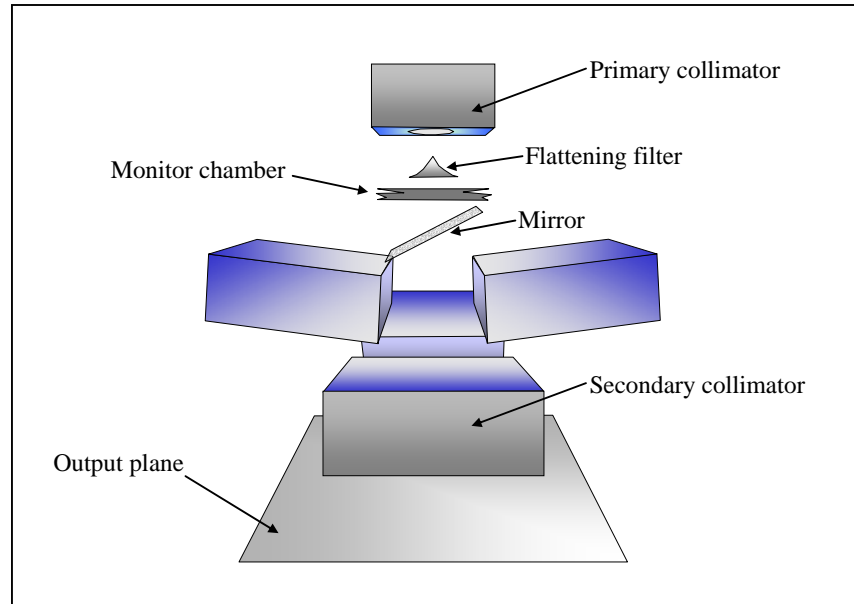 Primary collimator
Flattening filter
Monitor chamber
Mirror
Secondary collimator
Output plane